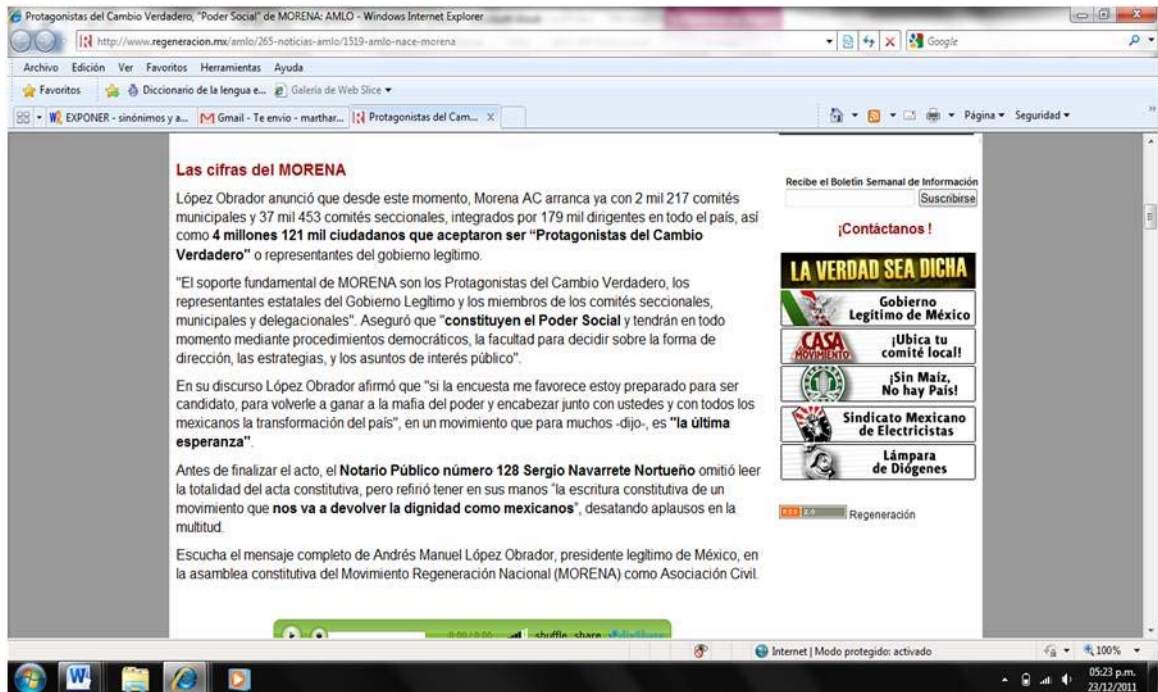 Protagonistas del Cambio Verdadero, "Poder Social" de MORENA: AMLO - Windows Internet Explorer
http://www.regeneracion.mx/amlo/265-noticias-amlo/1519-amlo-nace-morena
Google
Archivo Edición Ver Favoritos Herramientas Ayuda
Favoritos Diccionario de la lengua e... Galería de Web Slice
EXPONER - sinónimos y a... Gmail - Te envio - marthar... Protagonistas del Cam... X
Página Seguridad
Las cifras del MORENA
López Obrador anunció que desde este momento, Morena AC arranca ya con 2 mil 217 comités
municipales y 37 mil 453 comités seccionales, integrados por 179 mil dirigentes en todo el país, así
como 4 millones 121 mil ciudadanos que aceptaron ser “Protagonistas del Cambio
Verdadero” o representantes del gobierno legítimo.
"El soporte fundamental de MORENA son los Protagonistas del Cambio Verdadero, los
representantes estatales del Gobierno Legítimo y los miembros de los comités seccionales,
municipales y delegacionales". Aseguró que "constituyen el Poder Social y tendrán en todo
momento mediante procedimientos democráticos, la facultad para decidir sobre la forma de
dirección, las estrategias, y los asuntos de interés público".
En su discurso López Obrador afirmó que "si la encuesta me favorece estoy preparado para ser
candidato, para volverle a ganar a la mafia del poder y encabezar junto con ustedes y con todos los
mexicanos la transformación del país", en un movimiento que para muchos -dijo-, es "la última
esperanza".
Antes de finalizar el acto, el Notario Público número 128 Sergio Navarrete Nortueño omitió leer
la totalidad del acta constitutiva, pero refirió tener en sus manos “la escritura constitutiva de un
movimiento que nos va a devolver la dignidad como mexicanos”, desatando aplausos en la
multitud.
Escucha el mensaje completo de Andrés Manuel López Obrador, presidente legítimo de México, en
la asamblea constitutiva del Movimiento Regeneración Nacional (MORENA) como Asociación Civil.
0:00 / 0:00 shuffle share
Recibe el Boletín Semanal de Información
Suscribirse
¡Contáctanos !
LA VERDAD SEA DICHA
Gobierno
Legítimo de México
CASA
MOVIMIENTO
¡Ubica tu
comité local!
¡Sin Maíz,
No hay País!
Sindicato Mexicano
de Electricistas
Lámpara
de Diógenes
RSS 2.0 Regeneración
Internet | Modo protegido: activado
100%
05:23 p.m.
23/12/2011